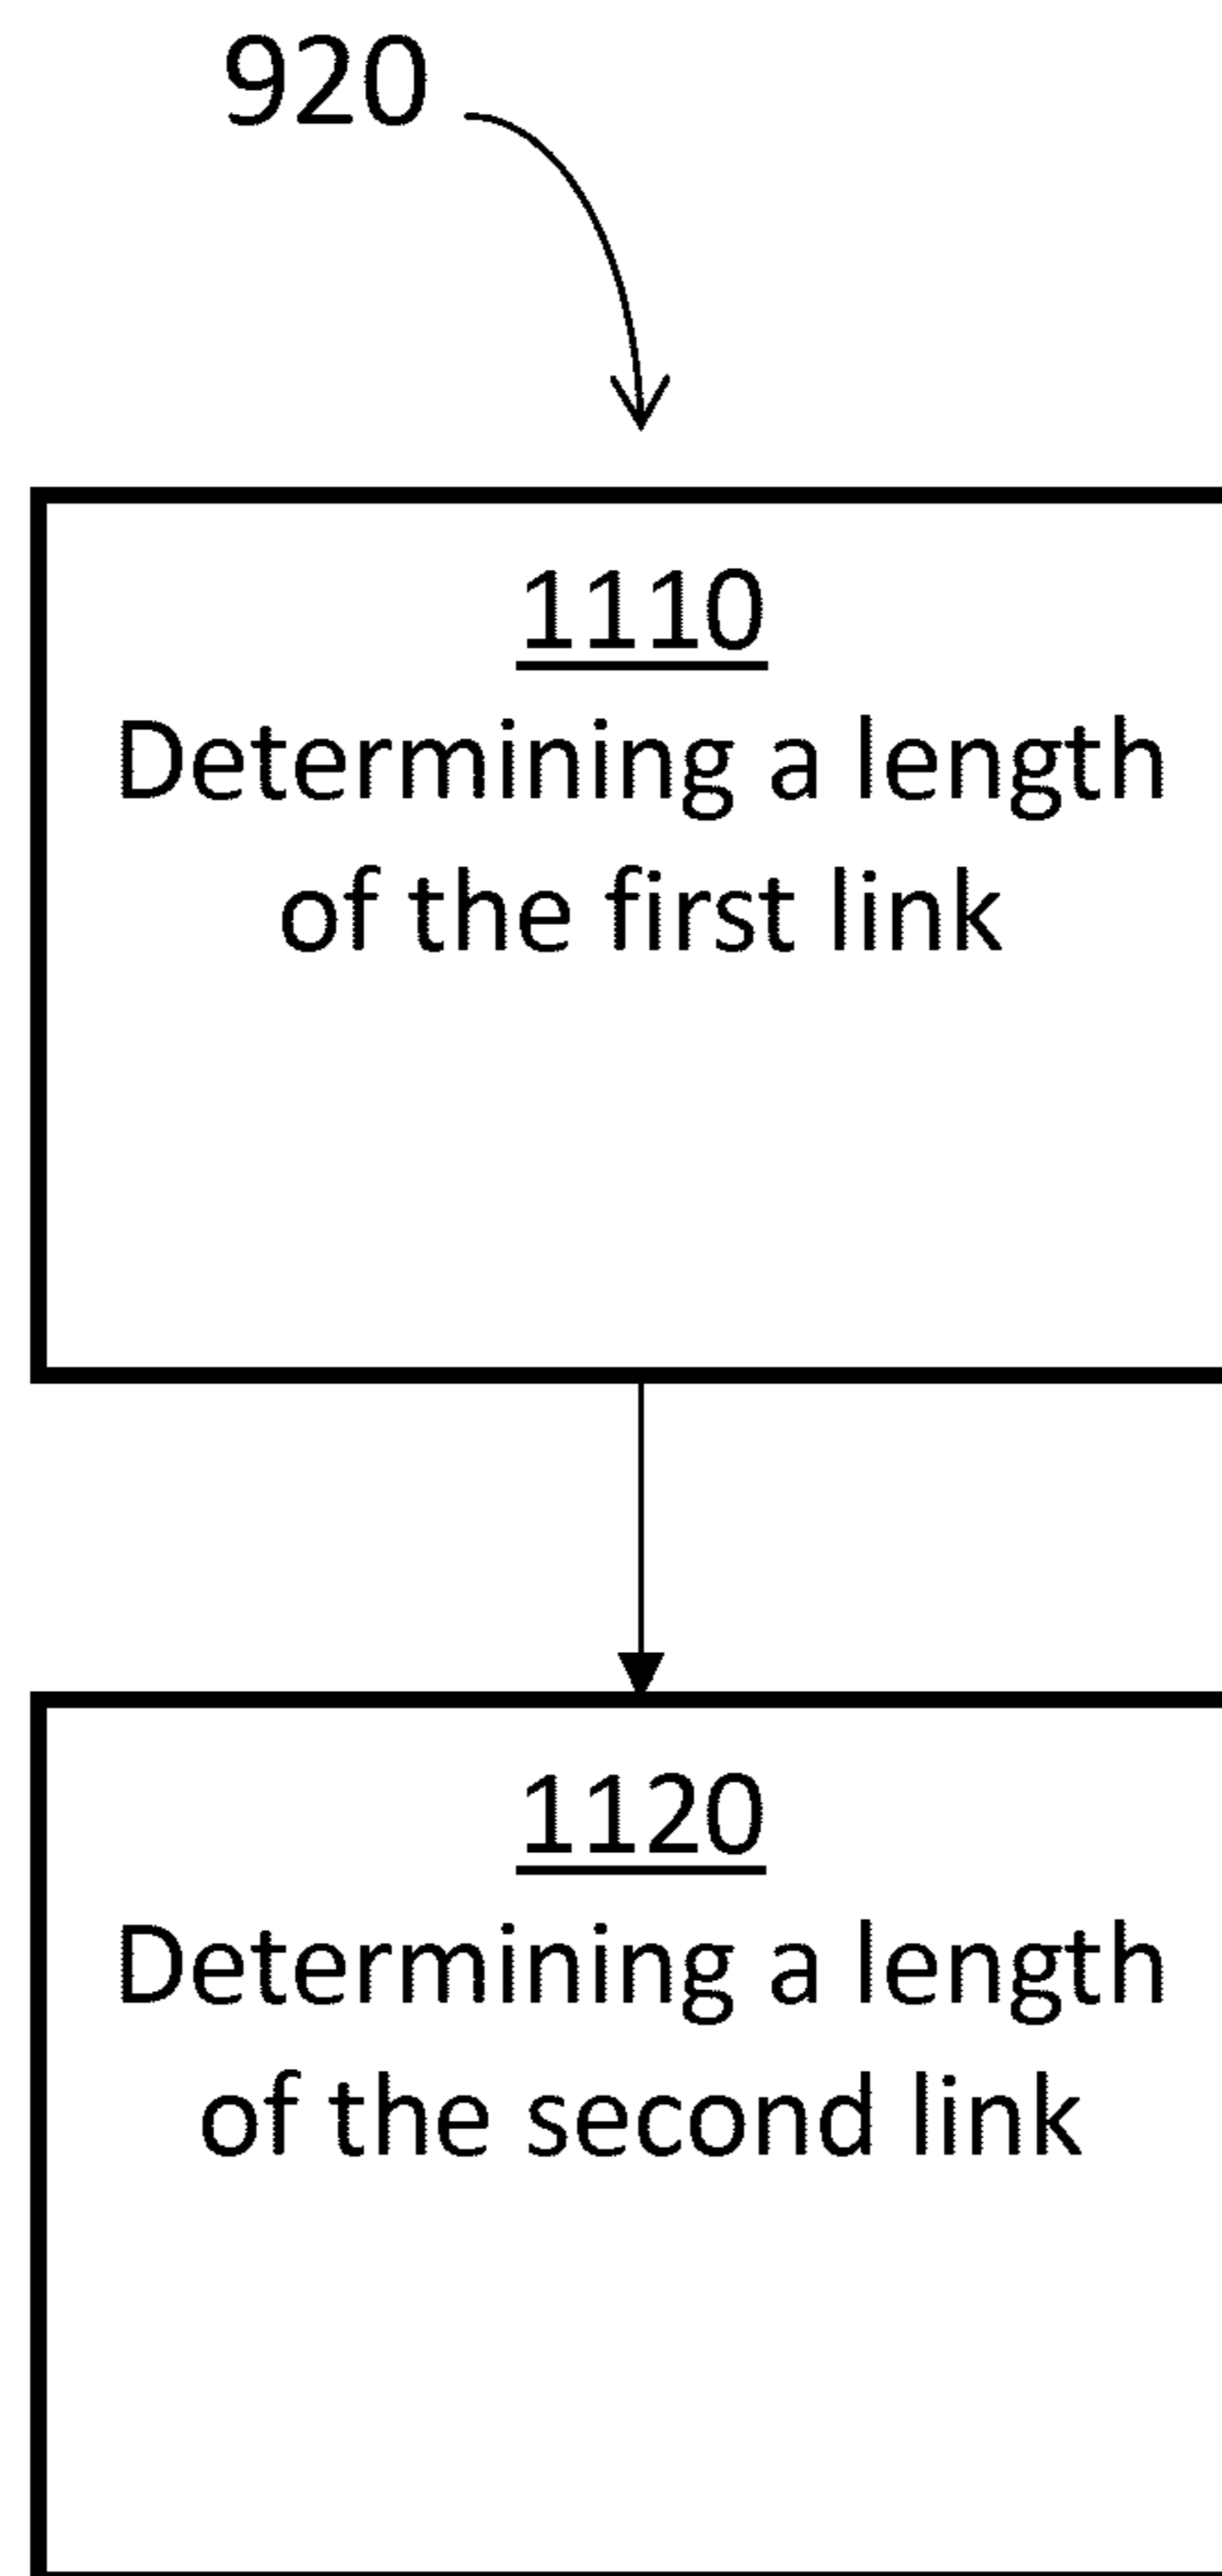 920
1110
Determining a length
of the first link
1120
Determining a length
of the second link